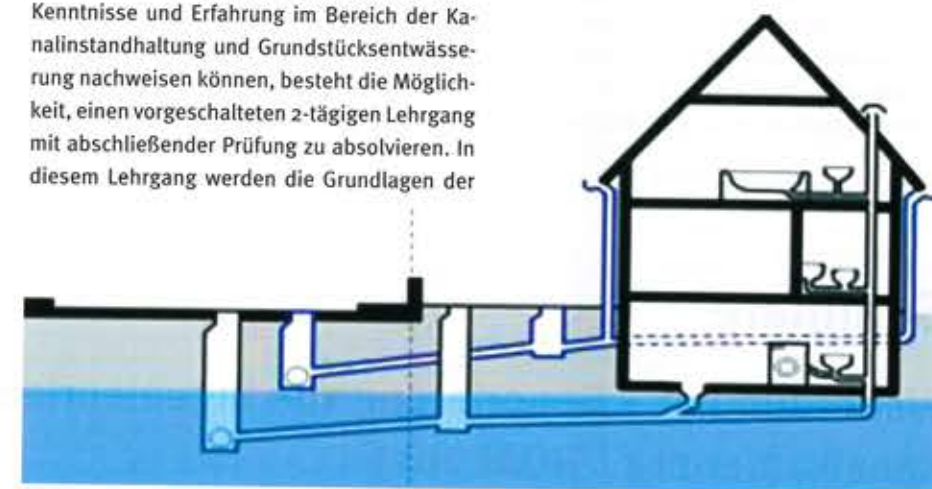 Kenntnisse und Erfahrung im Bereich der Ka-
nalinstandhaltung und Grundstücksentwässe-
rung nachweisen können, besteht die Möglich-
keit, einen vorgeschalteten 2-tägigen Lehrgang
mit abschließender Prüfung zu absolvieren. In
diesem Lehrgang werden die Grundlagen der